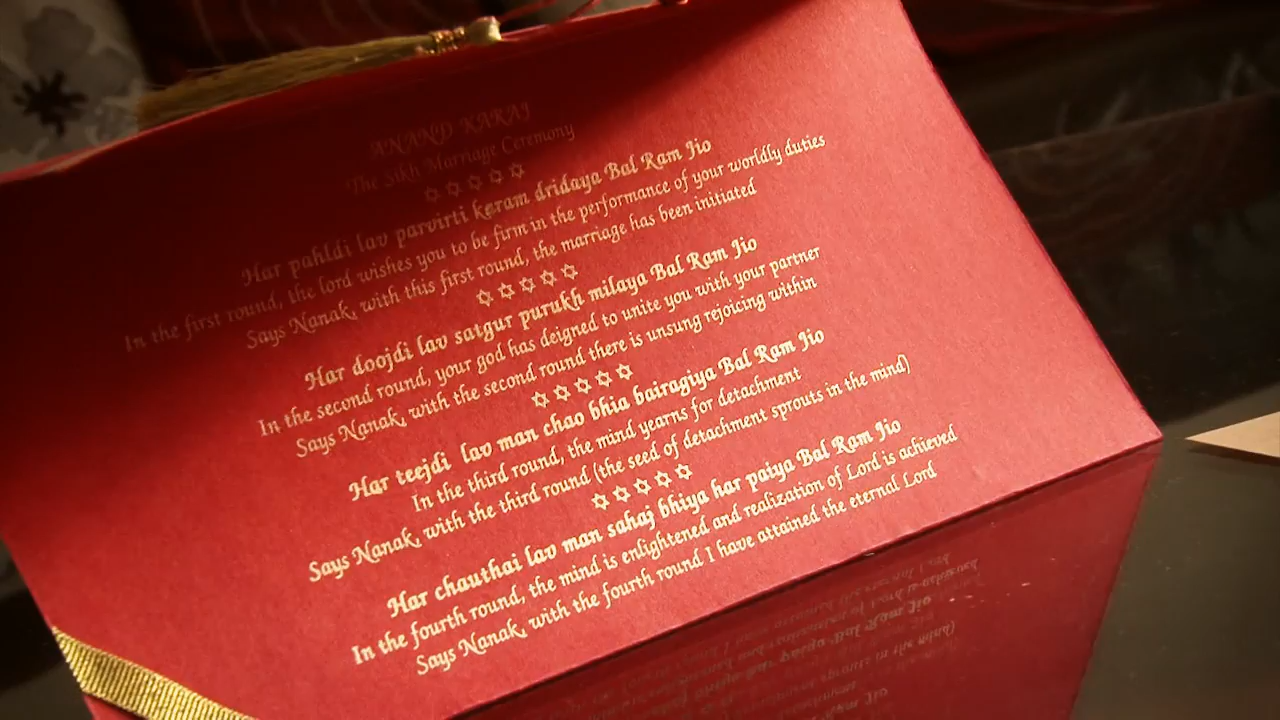 ANAND KARAJ
The Sikh Marriage Ceremony
Har pahldi lav parvirti karam dridaya Bal Ram Jio
In the first round, the lord wishes you to be firm in the performance of your worldly duties
Says Nanak, with this first round, the marriage has been initiated
Har doojdi lav satgur purukh milaya Bal Ram Jio
In the second round, your god has deigned to unite you with your partner
Says Nanak, with the second round there is unsung rejoicing within
Har teejdi lav man chao bhia bairagiya Bal Ram Jio
In the third round, the mind yearns for detachment
Says Nanak, with the third round (the seed of detachment sprouts in the mind)
Har chauthai lav man sahaj bhiya har paiya Bal Ram Jio
In the fourth round, the mind is enlightened and realization of Lord is achieved
Says Nanak, with the fourth round I have attained the eternal Lord